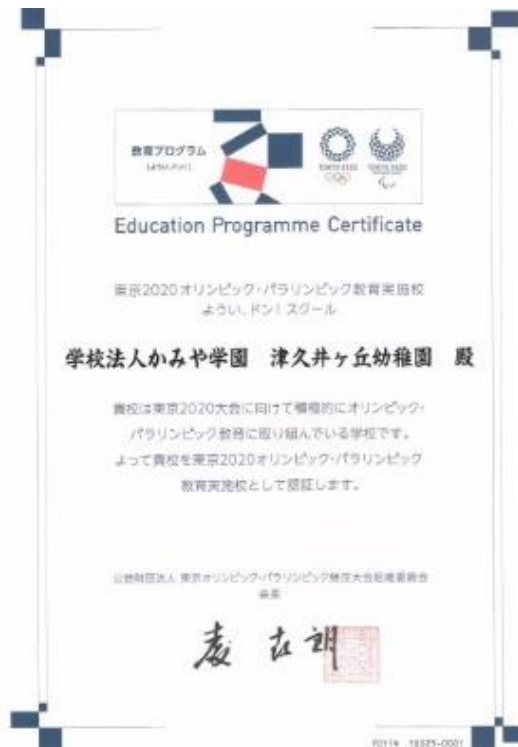 教育プログラム
[ようい、ドン!]
TOKYO 2020
TOKYO 2020
Education Programme Certificate
東京2020オリンピック・パラリンピック教育実施校
ようい、ドン!スクール
学校法人かみや学園 津久井ヶ丘幼稚園 殿
貴校は東京2020大会に向けて積極的にオリンピック・
パラリンピック教育に取り組んでいる学校です。
よって貴校を東京2020オリンピック・パラリンピック
教育実施校として認証します。
公益財団法人 東京オリンピック・パラリンピック競技大会組織委員会
会長